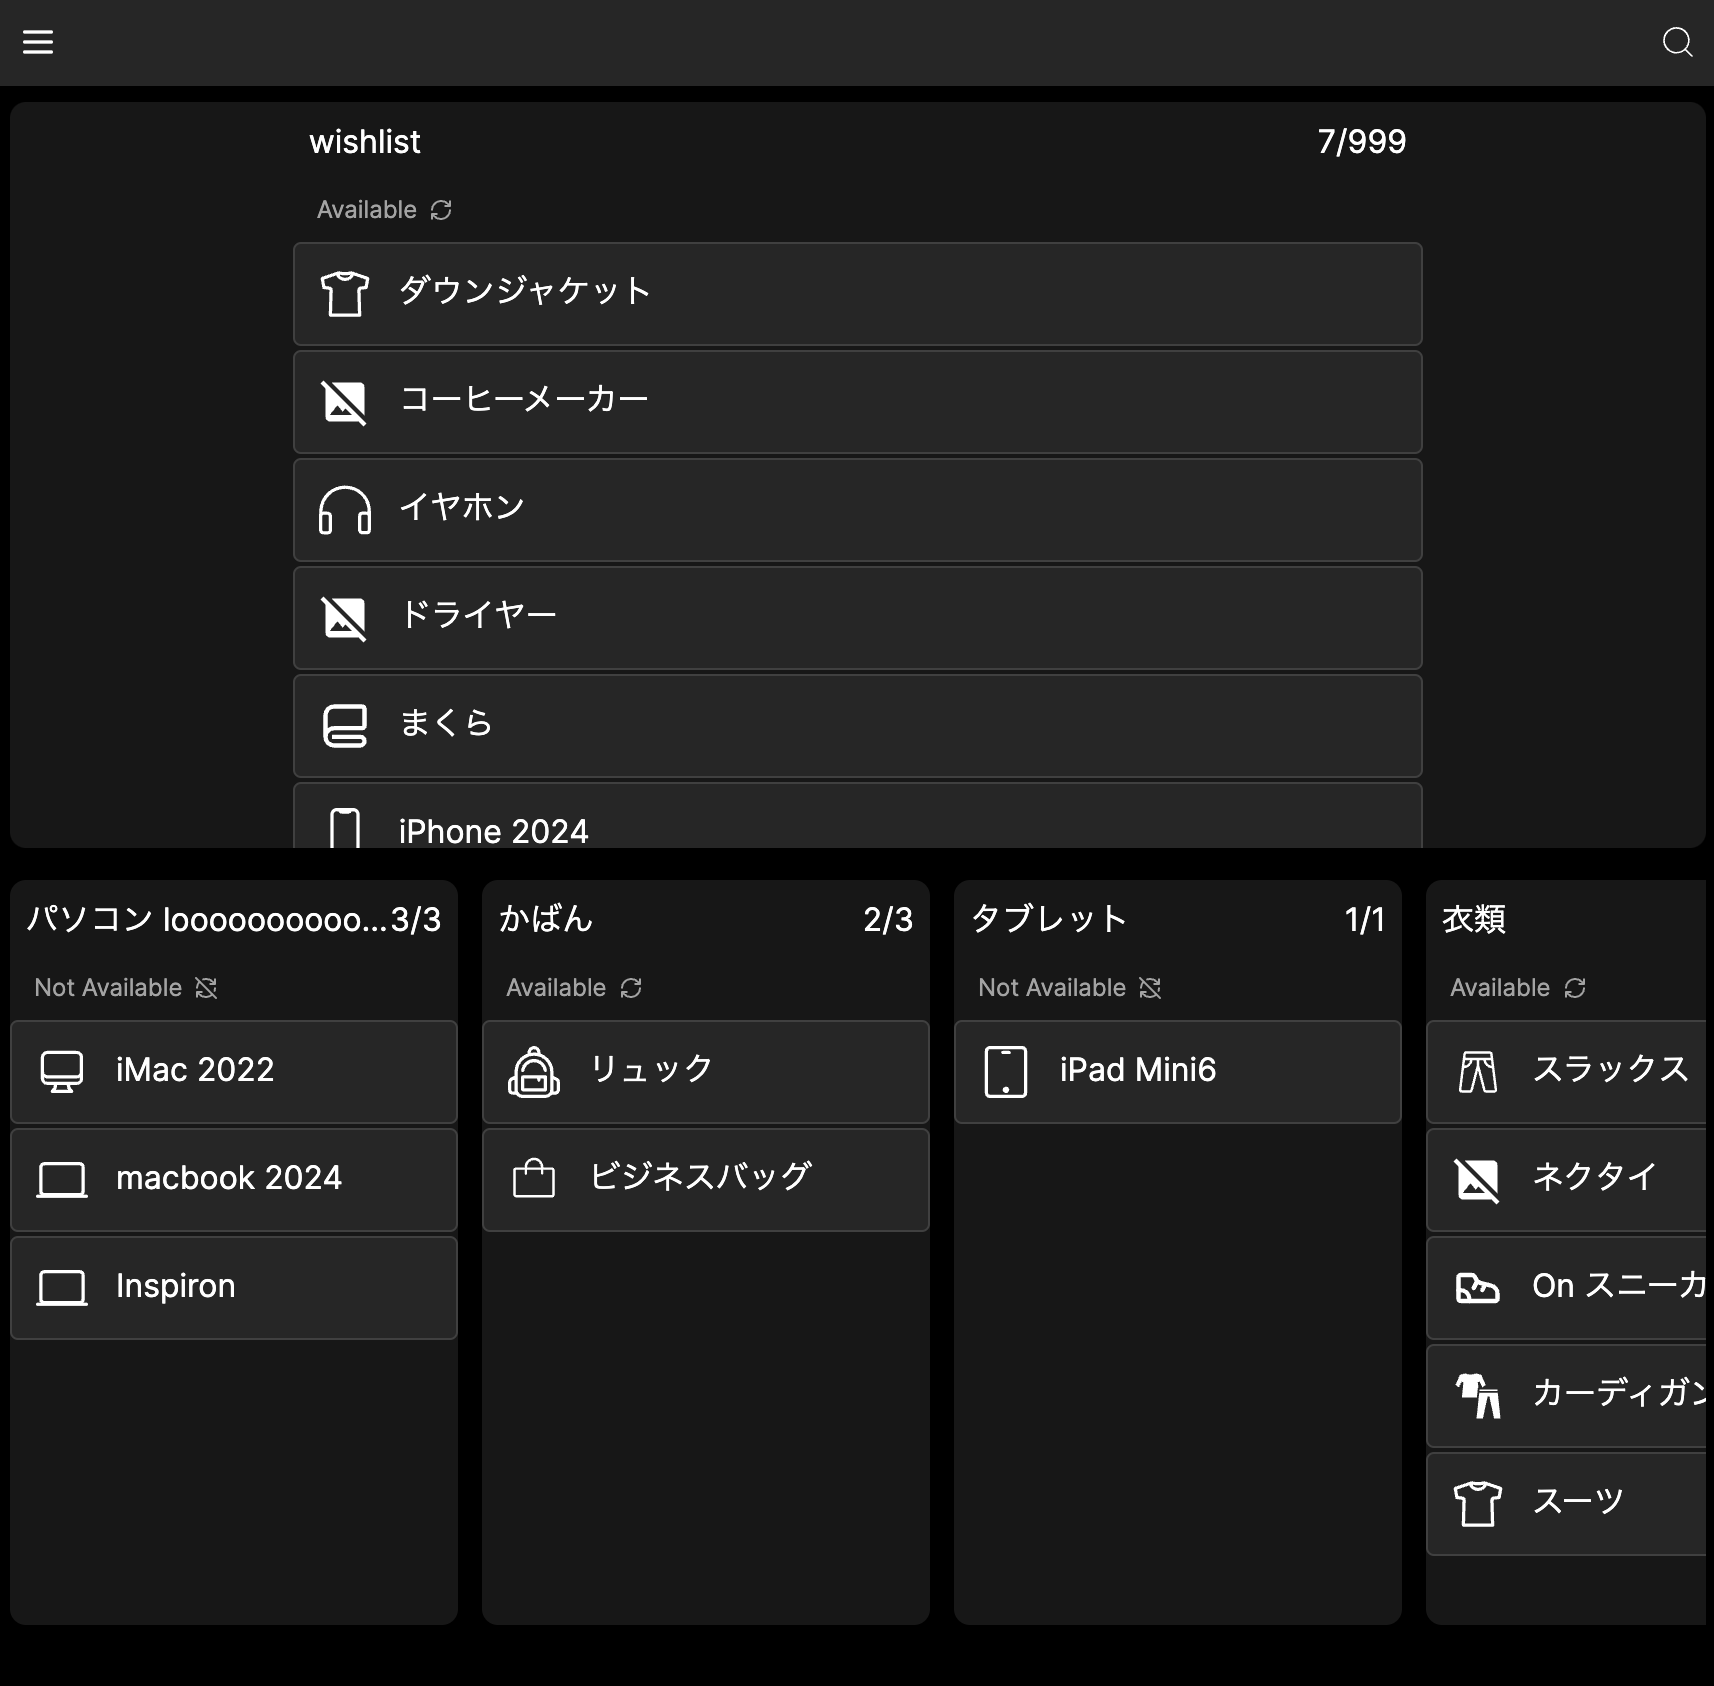 wishlist 7/999
Available
ダウンジャケット
コーヒーメーカー
イヤホン
ドライヤー
まくら
iPhone 2024
パソコン loooooooooo...3/3
Not Available
iMac 2022
macbook 2024
Inspiron
かばん 2/3
Available
リュック
ビジネスバッグ
タブレット 1/1
Not Available
iPad Mini6
衣類
Available
スラックス
ネクタイ
On スニーカ
カーディガン
スーツ